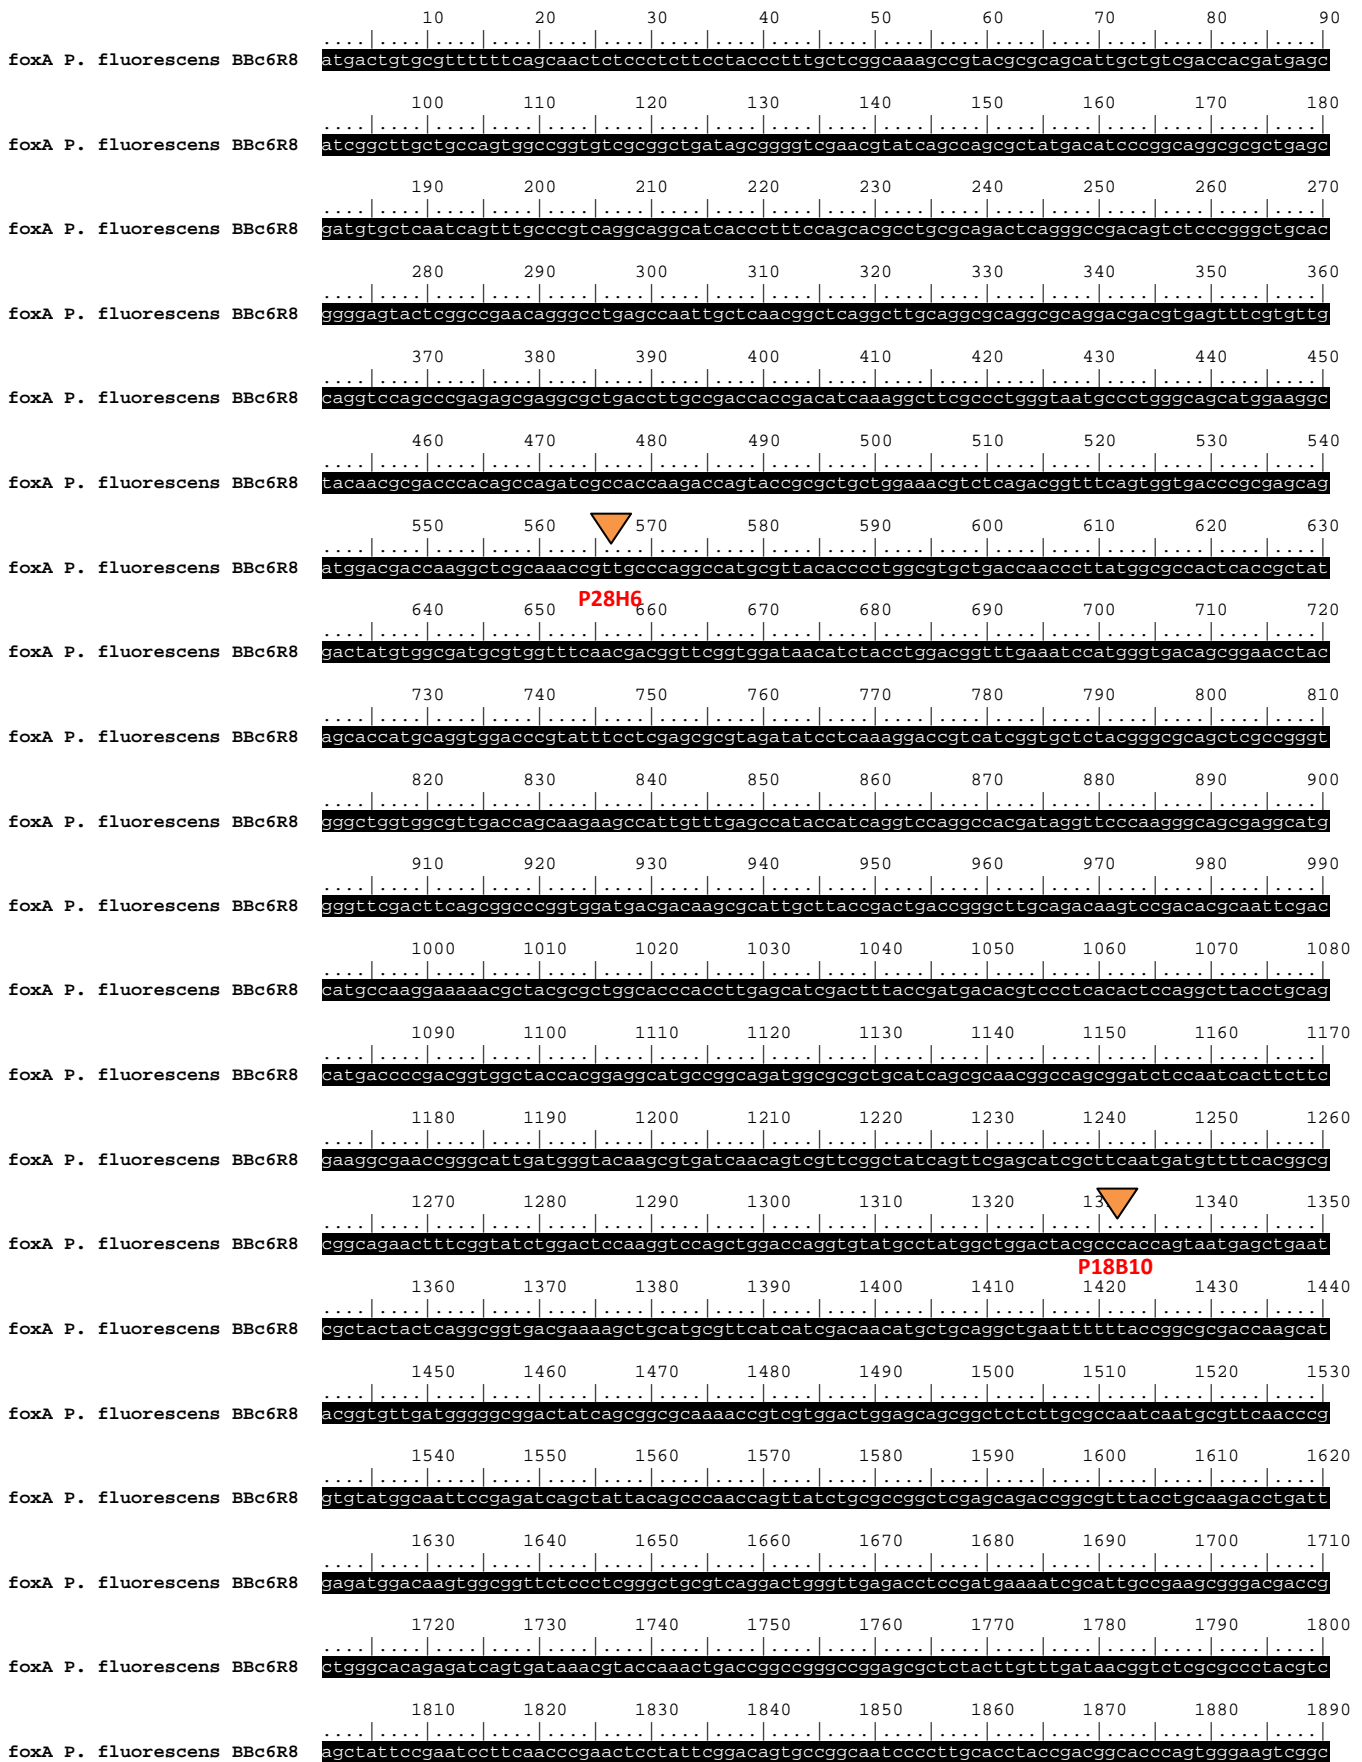 10 20 30 40 50 60 70 80 90
....|....|....|....|....|....|....|....|....|....|....|....|....|....|....|....|....|....|
foxA P. fluorescens BBc6R8 atgactgtgcgttttttcagcaactctccctcttcctaccctttgctcggcaaagccgtacgcgcagcattgctgtcgaccacgatgagc
100 110 120 130 140 150 160 170 180
....|....|....|....|....|....|....|....|....|....|....|....|....|....|....|....|....|....|
foxA P. fluorescens BBc6R8 atcggcttgctgccagtggccggtgtcgcggctgatagcggggtcgaacgtatcagccagcgctatgacatcccggcaggcgcgctgagc
190 200 210 220 230 240 250 260 270
....|....|....|....|....|....|....|....|....|....|....|....|....|....|....|....|....|....|
foxA P. fluorescens BBc6R8 gatgtgctcaatcagtttgcccgtcaggcaggcatcaccctttccagcacgcctgcgcagactcagggccgacagtctcccgggctgcac
280 290 300 310 320 330 340 350 360
....|....|....|....|....|....|....|....|....|....|....|....|....|....|....|....|....|....|
foxA P. fluorescens BBc6R8 ggggagtactcggccgaacagggcctgagccaattgctcaacggctcaggcttgcaggcgcaggcgcaggacgacgtgagtttcgtgttg
370 380 390 400 410 420 430 440 450
....|....|....|....|....|....|....|....|....|....|....|....|....|....|....|....|....|....|
foxA P. fluorescens BBc6R8 caggtccagcccgagagcgaggcgctgaccttgccgaccaccgacatcaaaggcttcgccctgggtaatgccctgggcagcatggaaggc
460 470 480 490 500 510 520 530 540
....|....|....|....|....|....|....|....|....|....|....|....|....|....|....|....|....|....|
foxA P. fluorescens BBc6R8 tacaacgcgacccacagccagatcgccaccaagaccagtaccgcgctgctggaaacgtctcagacggtttcagtggtgacccgcgagcag
550 560 570 580 590 600 610 620 630
....|....|....|....|....|....|....|....|....|....|....|....|....|....|....|....|....|....|
foxA P. fluorescens BBc6R8 atggacgaccaaggctcgcaaaccgttgcccaggccatgcgttacacccctggcgtgctgaccaacccttatggcgccactcaccgctat
P28H6
640 650 660 670 680 690 700 710 720
....|....|....|....|....|....|....|....|....|....|....|....|....|....|....|....|....|....|
foxA P. fluorescens BBc6R8 gactatgtggcgatgcgtggtttcaacgacggttcggtggataacatctacctggacggtttgaaatccatgggtgacagcggaacctac
730 740 750 760 770 780 790 800 810
....|....|....|....|....|....|....|....|....|....|....|....|....|....|....|....|....|....|
foxA P. fluorescens BBc6R8 agcaccatgcaggtggacccgtatttcctcgagcgcgtagatatcctcaaaggaccgtcatcggtgctctacgggcgcagctcgccgggt
820 830 840 850 860 870 880 890 900
....|....|....|....|....|....|....|....|....|....|....|....|....|....|....|....|....|....|
foxA P. fluorescens BBc6R8 gggctggtggcgttgaccagcaagaagccattgtttgagccataccatcaggtccaggccacgataggttcccaagggcagcgaggcatg
910 920 930 940 950 960 970 980 990
....|....|....|....|....|....|....|....|....|....|....|....|....|....|....|....|....|....|
foxA P. fluorescens BBc6R8 gggttcgacttcagcggcccggtggatgacgacaagcgcattgcttaccgactgaccgggcttgcagacaagtccgacacgcaattcgac
1000 1010 1020 1030 1040 1050 1060 1070 1080
....|....|....|....|....|....|....|....|....|....|....|....|....|....|....|....|....|....|
foxA P. fluorescens BBc6R8 catgccaaggaaaaacgctacgcgctggcacccaccttgagcatcgactttaccgatgacacgtccctcacactccaggcttacctgcag
1090 1100 1110 1120 1130 1140 1150 1160 1170
....|....|....|....|....|....|....|....|....|....|....|....|....|....|....|....|....|....|
foxA P. fluorescens BBc6R8 catgaccccgacggtggctaccacggaggcatgccggcagatggcgcgctgcatcagcgcaacggccagcggatctccaatcacttcttc
1180 1190 1200 1210 1220 1230 1240 1250 1260
....|....|....|....|....|....|....|....|....|....|....|....|....|....|....|....|....|....|
foxA P. fluorescens BBc6R8 gaaggcgaaccgggcattgatgggtacaagcgtgatcaacagtcgttcggctatcagttcgagcatcgcttcaatgatgttttcacggcg
1270 1280 1290 1300 1310 1320 1340 1350
....|....|....|....|....|....|....|....|....|....|....|....|....|....|....|....|....|....|
foxA P. fluorescens BBc6R8 cggcagaactttcggtatctggactccaaggtccagctggaccaggtgtatgcctatggctggactacgcccaccagtaatgagctgaat
P18B10
1360 1370 1380 1390 1400 1410 1420 1430 1440
....|....|....|....|....|....|....|....|....|....|....|....|....|....|....|....|....|....|
foxA P. fluorescens BBc6R8 cgctactactcaggcggtgacgaaaagctgcatgcgttcatcatcgacaacatgctgcaggctgaattttttaccggcgcgaccaagcat
1450 1460 1470 1480 1490 1500 1510 1520 1530
....|....|....|....|....|....|....|....|....|....|....|....|....|....|....|....|....|....|
foxA P. fluorescens BBc6R8 acggtgttgatgggggcggactatcagcggcgcaaaaccgtcgtggactggagcagcggctctcttgcgccaatcaatgcgttcaacccg
1540 1550 1560 1570 1580 1590 1600 1610 1620
....|....|....|....|....|....|....|....|....|....|....|....|....|....|....|....|....|....|
foxA P. fluorescens BBc6R8 gtgtatggcaattccgagatcagctattacagcccaaccagttatctgcgccggctcgagcagaccggcgtttacctgcaagacctgatt
1630 1640 1650 1660 1670 1680 1690 1700 1710
....|....|....|....|....|....|....|....|....|....|....|....|....|....|....|....|....|....|
foxA P. fluorescens BBc6R8 gagatggacaagtggcggttctccctcgggctgcgtcaggactgggttgagacctccgatgaaaatcgcattgccgaagcgggacgaccg
1720 1730 1740 1750 1760 1770 1780 1790 1800
....|....|....|....|....|....|....|....|....|....|....|....|....|....|....|....|....|....|
foxA P. fluorescens BBc6R8 ctgggcacagagatcagtgataaacgtaccaaactgaccggccgggccggagcgctctacttgtttgataacggtctcgcgccctacgtc
1810 1820 1830 1840 1850 1860 1870 1880 1890
....|....|....|....|....|....|....|....|....|....|....|....|....|....|....|....|....|....|
foxA P. fluorescens BBc6R8 agctattccgaatccttcaacccgaactcctattcggacagtgccggcaatccccttgcacctaccgacggcacccagtgggaagtcggg